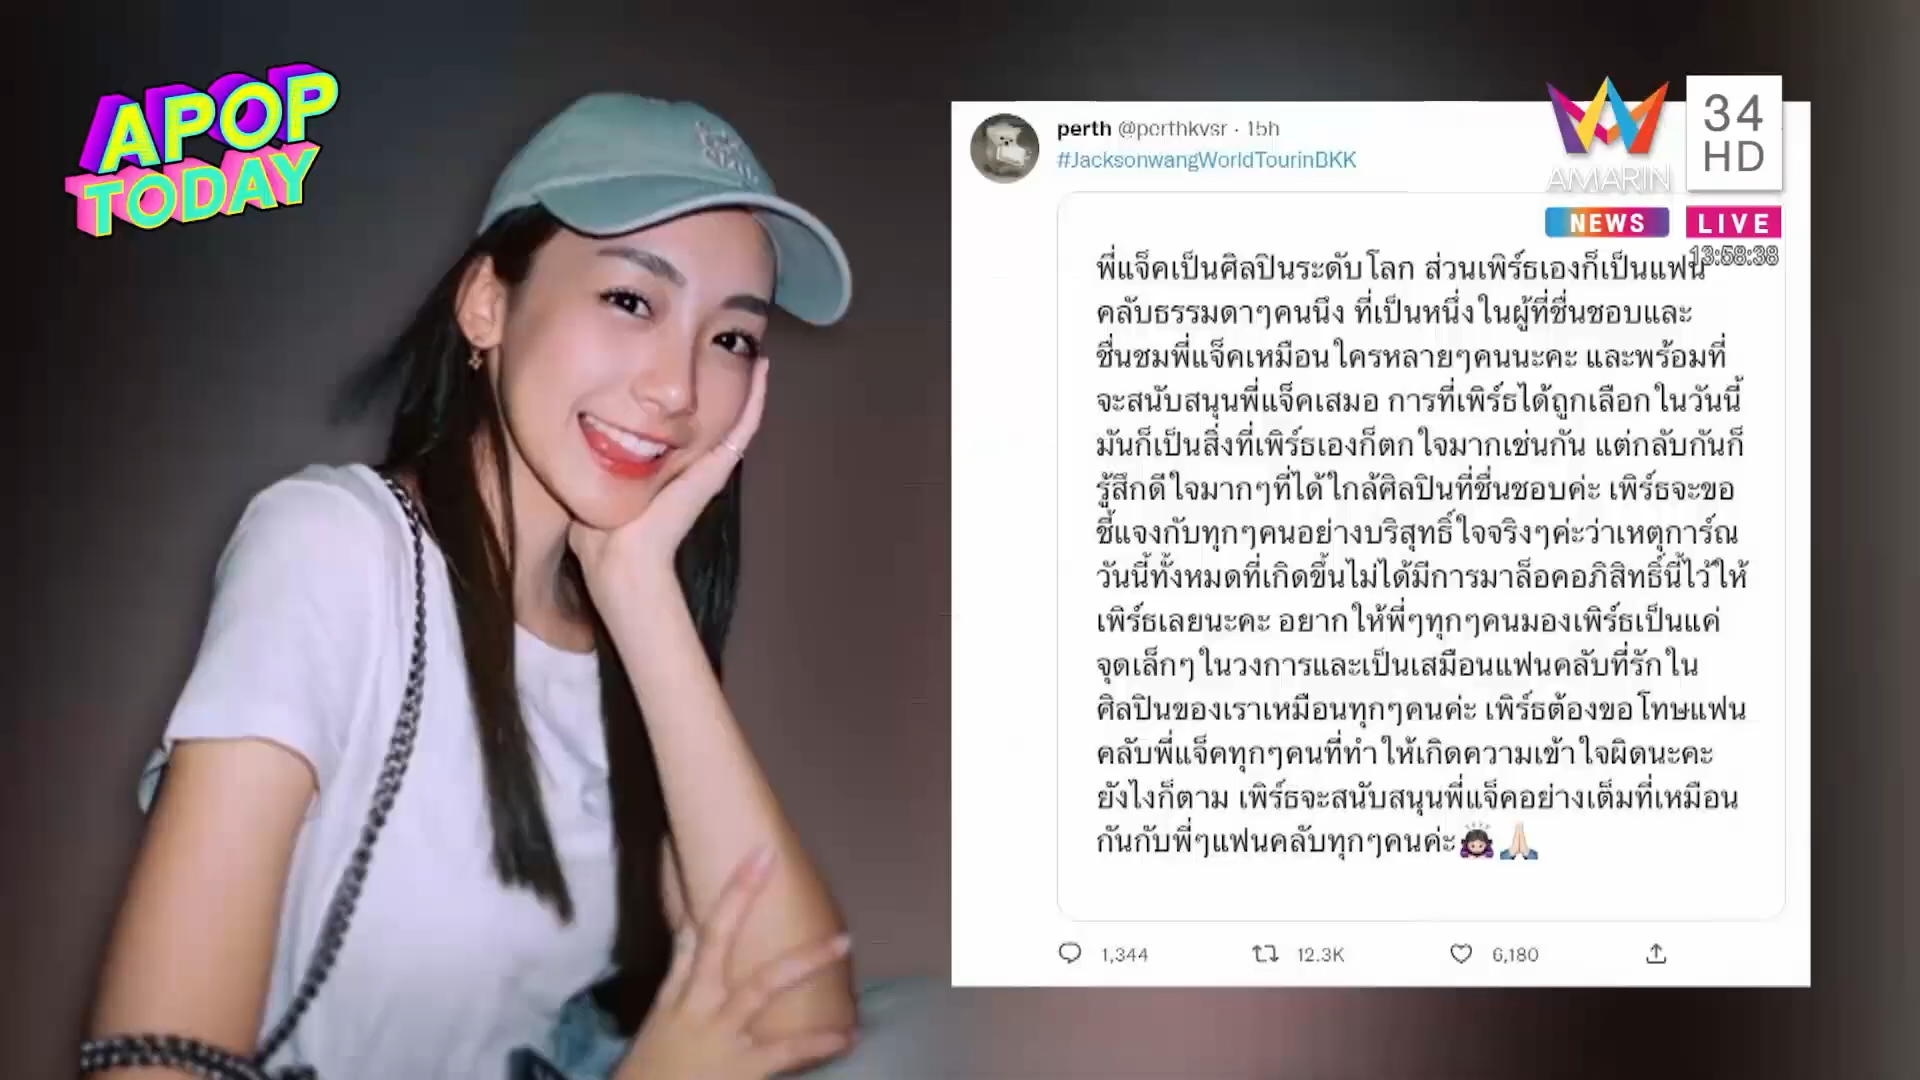 APOP
TODAY
perth @perthkvsr · 15h
#JacksonwangWorldTourinBKK
AMARIN
34
HD
NEWS
LIVE
13:58:38
พี่แจ็คเป็นศิลปินระดับโลก ส่วนเพิร์ธเองก็เป็นแฟน
คลับธรรมดาๆคนนึง ที่เป็นหนึ่งในผู้ที่ชื่นชอบและ
ชื่นชมพี่แจ็คเหมือนใครหลายๆคนนะคะ และพร้อมที่
จะสนับสนุนพี่แจ็คเสมอ การที่เพิร์ธได้ถูกเลือกในวันนี้
มันก็เป็นสิ่งที่เพิร์ธเองก็ตกใจมากเช่นกัน แต่กลับกันก็
รู้สึกดีใจมากๆที่ได้ใกล้ศิลปินที่ชื่นชอบค่ะ เพิร์ธจะขอ
ชี้แจงกับทุกๆคนอย่างบริสุทธิ์ใจจริงๆค่ะว่าเหตุการ์ณ
วันนี้ทั้งหมดที่เกิดขึ้นไม่ได้มีการมาล็อคอภิสิทธิ์นี้ไว้ให้
เพิร์ธเลยนะคะ อยากให้พี่ๆทุกๆคนมองเพิร์ธเป็นแค่
จุดเล็กๆในวงการและเป็นเสมือนแฟนคลับที่รักใน
ศิลปินของเราเหมือนทุกๆคนค่ะ เพิร์ธต้องขอโทษแฟน
คลับพี่แจ็คทุกๆคนที่ทำให้เกิดความเข้าใจผิดนะคะ
ยังไงก็ตาม เพิร์ธจะสนับสนุนพี่แจ็คอย่างเต็มที่เหมือน
กันกับพี่ๆแฟนคลับทุกๆคนค่ะ🙇🏻‍♀️🙏🏻
1,344 12.3K 6,180